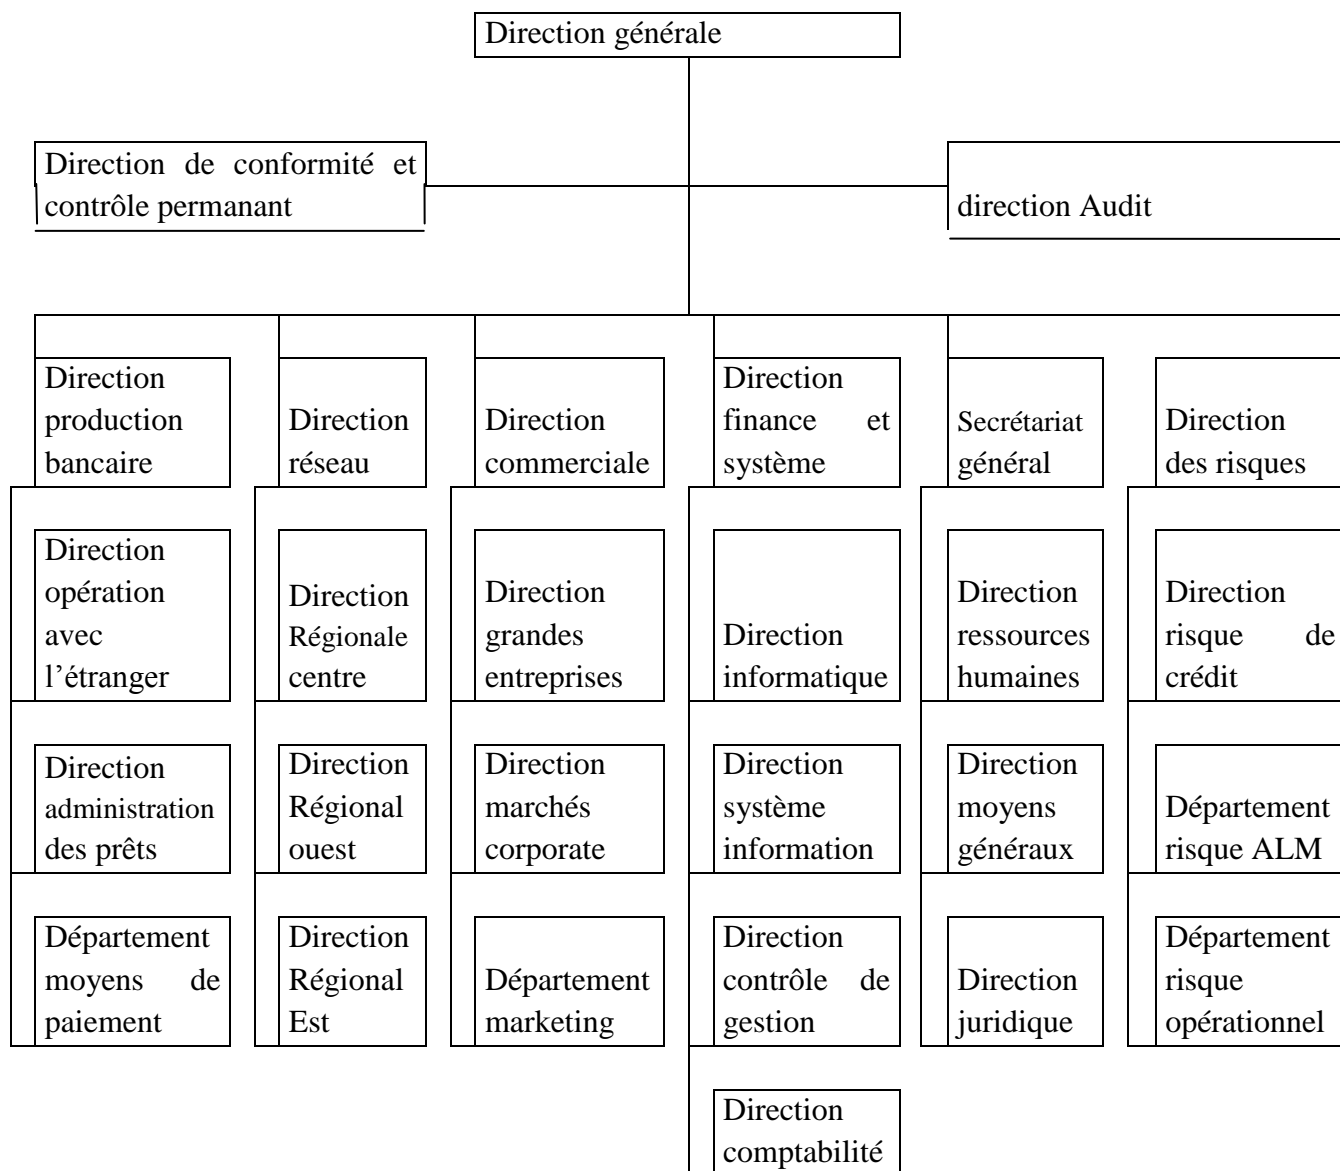 Direction générale
Direction de conformité et
contrôle permanant
direction Audit
Direction
production
bancaire
Direction
réseau
Direction
commerciale
Direction
finance et
système
Secrétariat
général
Direction
des risques
Direction
opération
avec
l’étranger
Direction
Régionale
centre
Direction
grandes
entreprises
Direction
informatique
Direction
ressources
humaines
Direction
risque de
crédit
Direction
administration
des prêts
Direction
Régional
ouest
Direction
marchés
corporate
Direction
système
information
Direction
moyens
généraux
Département
risque ALM
Département
moyens de
paiement
Direction
Régional
Est
Département
marketing
Direction
contrôle de
gestion
Direction
juridique
Département
risque
opérationnel
Direction
comptabilité